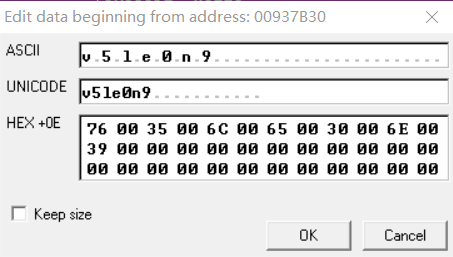 Edit data beginning from address: 00937B30
ASCII
v.5.l.e.0.n.9.......................
UNICODE
v5le0n9...........
HEX +0E
76 00 35 00 6C 00 65 00 30 00 6E 00
39 00 00 00 00 00 00 00 00 00 00 00
00 00 00 00 00 00 00 00 00 00 00 00
Keep size
OK
Cancel